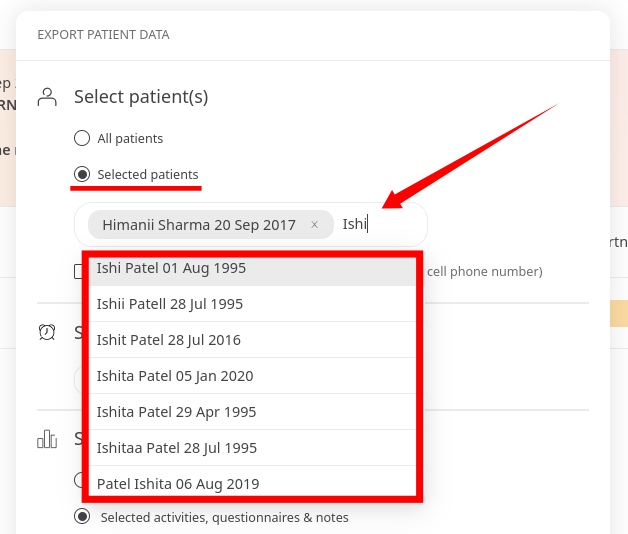 EXPORT PATIENT DATA
Select patient(s)
All patients
Selected patients
Himanii Sharma 20 Sep 2017 × Ishi
cell phone number)
Ishi Patel 01 Aug 1995
Ishii Patell 28 Jul 1995
Ishit Patel 28 Jul 2016
Ishita Patel 05 Jan 2020
Ishita Patel 29 Apr 1995
Ishitaa Patel 28 Jul 1995
Patel Ishita 06 Aug 2019
Selected activities, questionnaires & notes